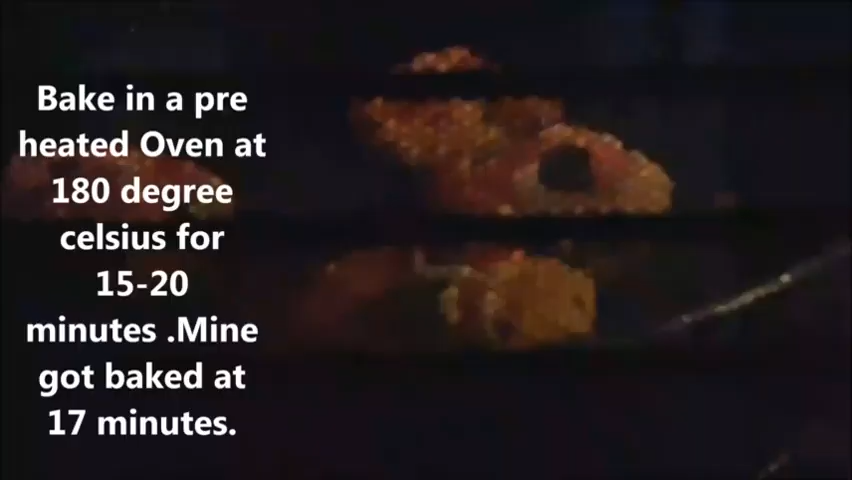 Bake in a pre
heated Oven at
180 degree
celsius for
15-20
minutes .Mine
got baked at
17 minutes.